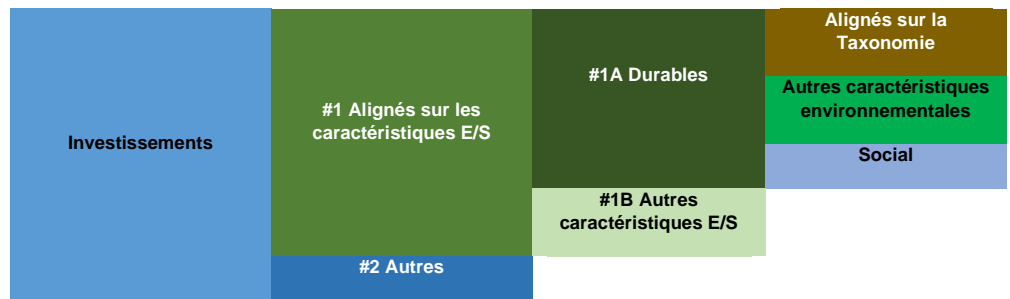 Investissements
#1 Alignés sur les
caractéristiques E/S
#2 Autres
#1A Durables
#1B Autres
caractéristiques E/S
Alignés sur la
Taxonomie
Autres caractéristiques
environnementales
Social